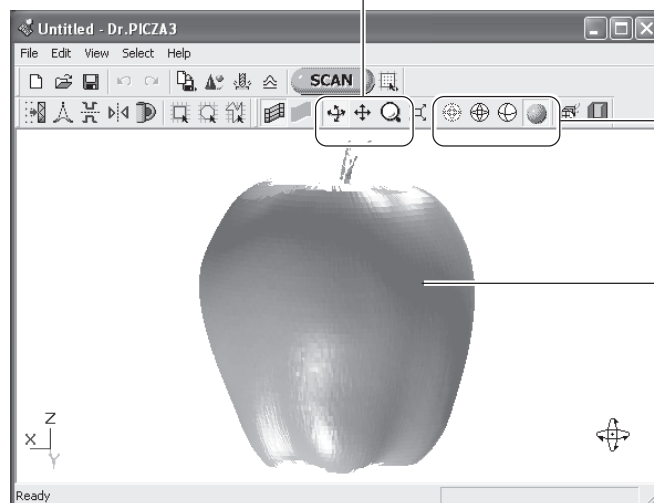 Untitled - Dr.PICZA3
File Edit View Select Help
SCAN
Z
X
Y
Ready